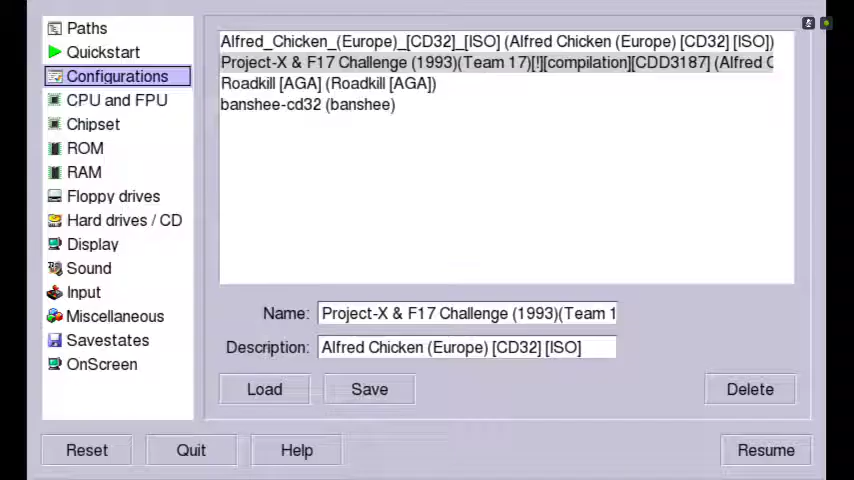 Paths
Quickstart
Configurations
CPU and FPU
Chipset
ROM
RAM
Floppy drives
Hard drives / CD
Display
Sound
Input
Miscellaneous
Savestates
OnScreen
Alfred_Chicken_(Europe)_[CD32]_[ISO] (Alfred Chicken (Europe) [CD32] [ISO])
Project-X & F17 Challenge (1993)(Team 17)[!][compilation][CDD3187] (Alfred C
Roadkill [AGA] (Roadkill [AGA])
banshee-cd32 (banshee)
Name: Project-X & F17 Challenge (1993)(Team 1
Description: Alfred Chicken (Europe) [CD32] [ISO]
Load Save Delete
Reset Quit Help Resume